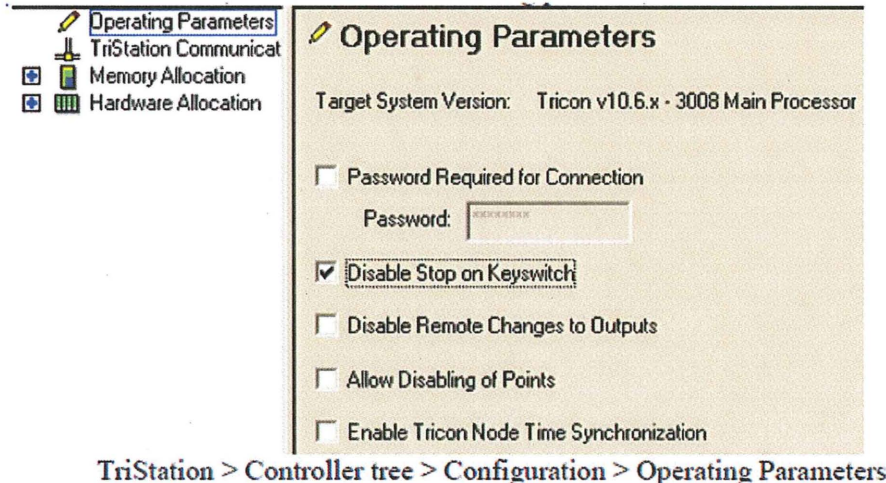 Operating Parameters
TriStation Communicat
Memory Allocation
Hardware Allocation
Operating Parameters
Target System Version: Tricon v10.6.x - 3008 Main Processor
Password Required for Connection
Password: xxxxxxxx
Disable Stop on Keyswitch
Disable Remote Changes to Outputs
Allow Disabling of Points
Enable Tricon Node Time Synchronization
TriStation > Controller tree > Configuration > Operating Parameters